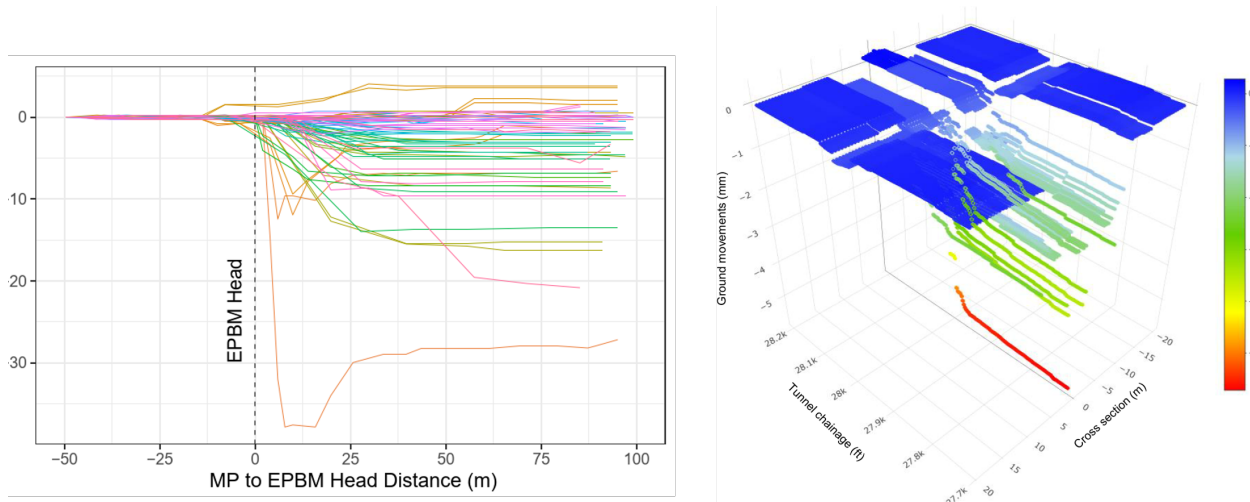 0
10
20
30
EPBM Head
−50
−25
0
25
50
75
100
MP to EPBM Head Distance (m)
0
−1
−2
−3
−4
−5
Ground movements (mm)
28.2k
28.1k
28k
27.9k
27.8k
27.7k
Tunnel chainage (ft)
20
15
10
5
0
−5
−10
−15
−20
Cross section (m)